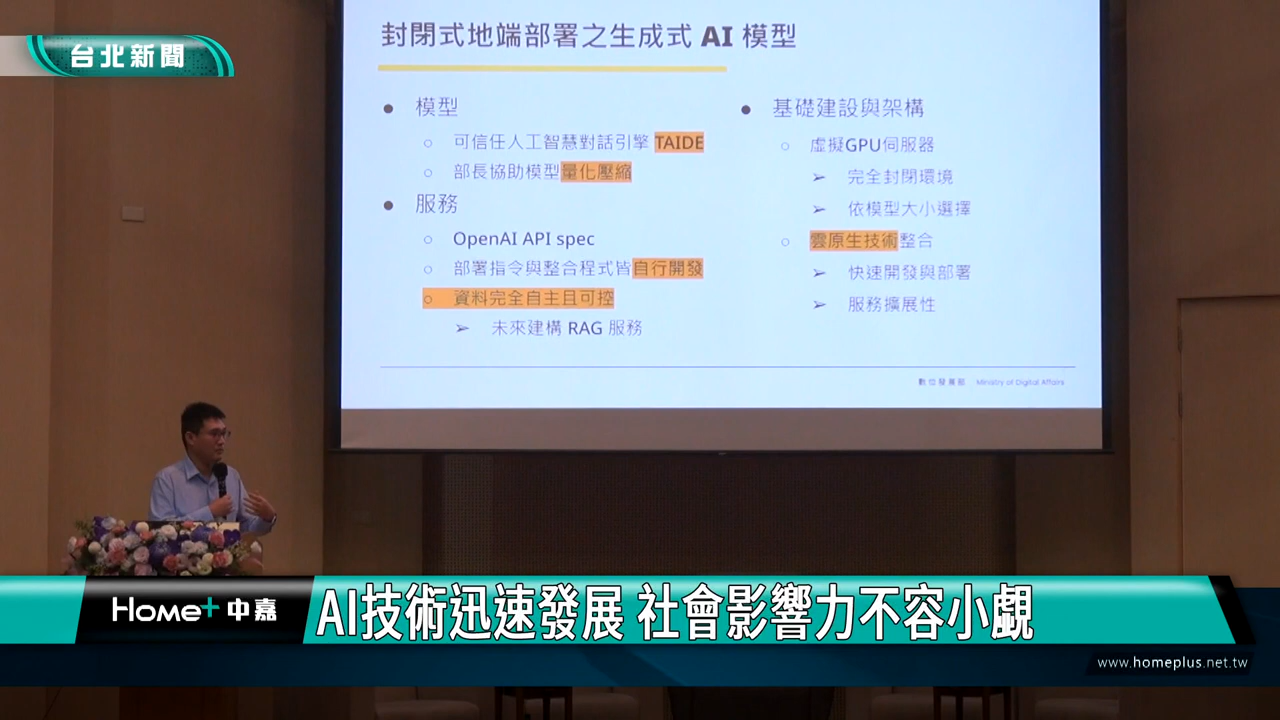 台北新聞
封閉式地端部署之生成式 AI 模型
● 模型
○ 可信任人工智慧對話引擎 TAIDE
○ 部長協助模型量化壓縮
● 服務
○ OpenAI API spec
○ 部署指令與整合程式皆自行開發
○ 資料完全自主且可控
➢ 未來建構 RAG 服務
● 基礎建設與架構
○ 虛擬GPU伺服器
➢ 完全封閉環境
➢ 依模型大小選擇
○ 雲原生技術整合
➢ 快速開發與部署
➢ 服務擴展性
數位發展部 Ministry of Digital Affairs
Home+ 中嘉
AI技術迅速發展 社會影響力不容小覷
www.homeplus.net.tw